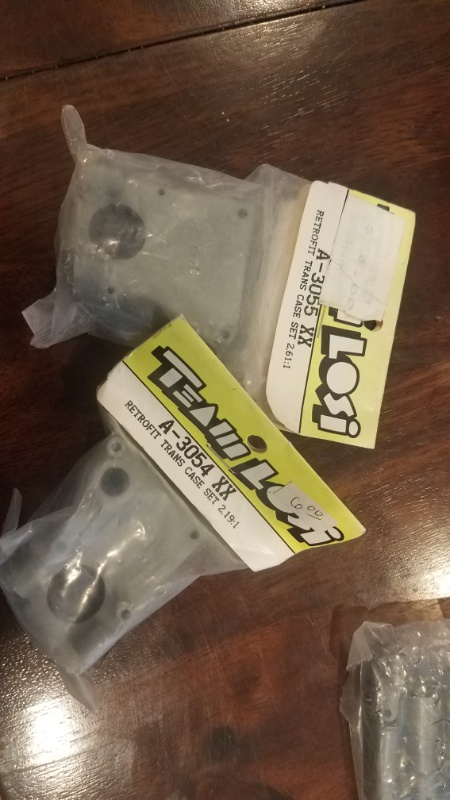 A-3055 XX
RETROFIT TRANS CASE SET 2.61:1
LOSi
TEAM LOSi
6.00
A-3054 XX
RETROFIT TRANS CASE SET 2.19:1